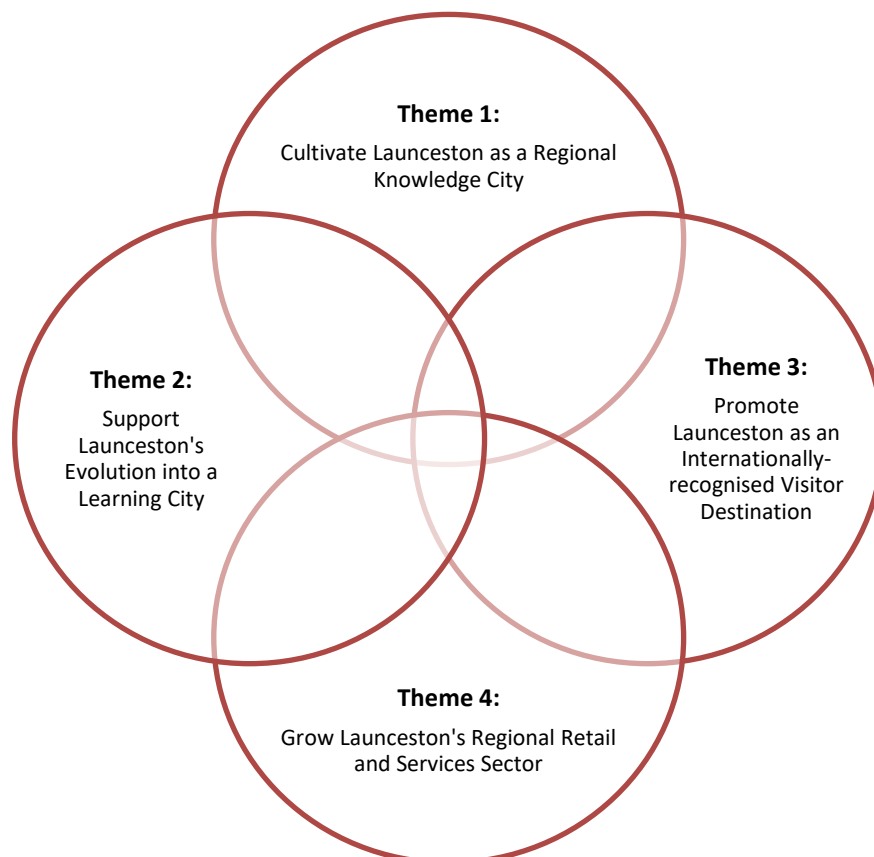 Theme 1:
Cultivate Launceston as a Regional
Knowledge City
Theme 2:
Support
Launceston's
Evolution into a
Learning City
Theme 3:
Promote
Launceston as an
Internationally-
recognised Visitor
Destination
Theme 4:
Grow Launceston's Regional Retail
and Services Sector